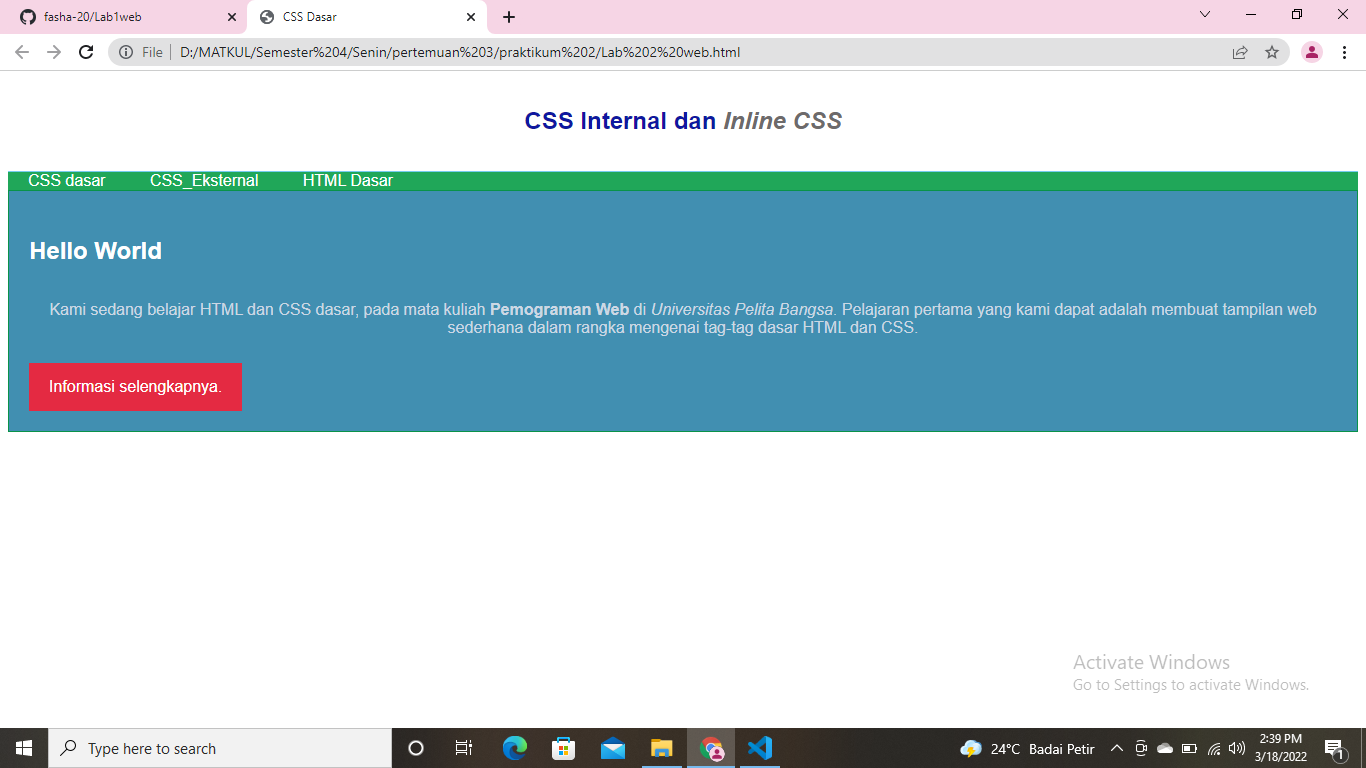 fasha-20/Lab1web
CSS Dasar
File | D:/MATKUL/Semester%204/Senin/pertemuan%203/praktikum%202/Lab%202%20web.html
CSS Internal dan Inline CSS
CSS dasar CSS_Eksternal HTML Dasar
Hello World
Kami sedang belajar HTML dan CSS dasar, pada mata kuliah Pemograman Web di Universitas Pelita Bangsa. Pelajaran pertama yang kami dapat adalah membuat tampilan web
sederhana dalam rangka mengenai tag-tag dasar HTML dan CSS.
Informasi selengkapnya.
Activate Windows
Go to Settings to activate Windows.
Type here to search
24°C Badai Petir
2:39 PM
3/18/2022
1